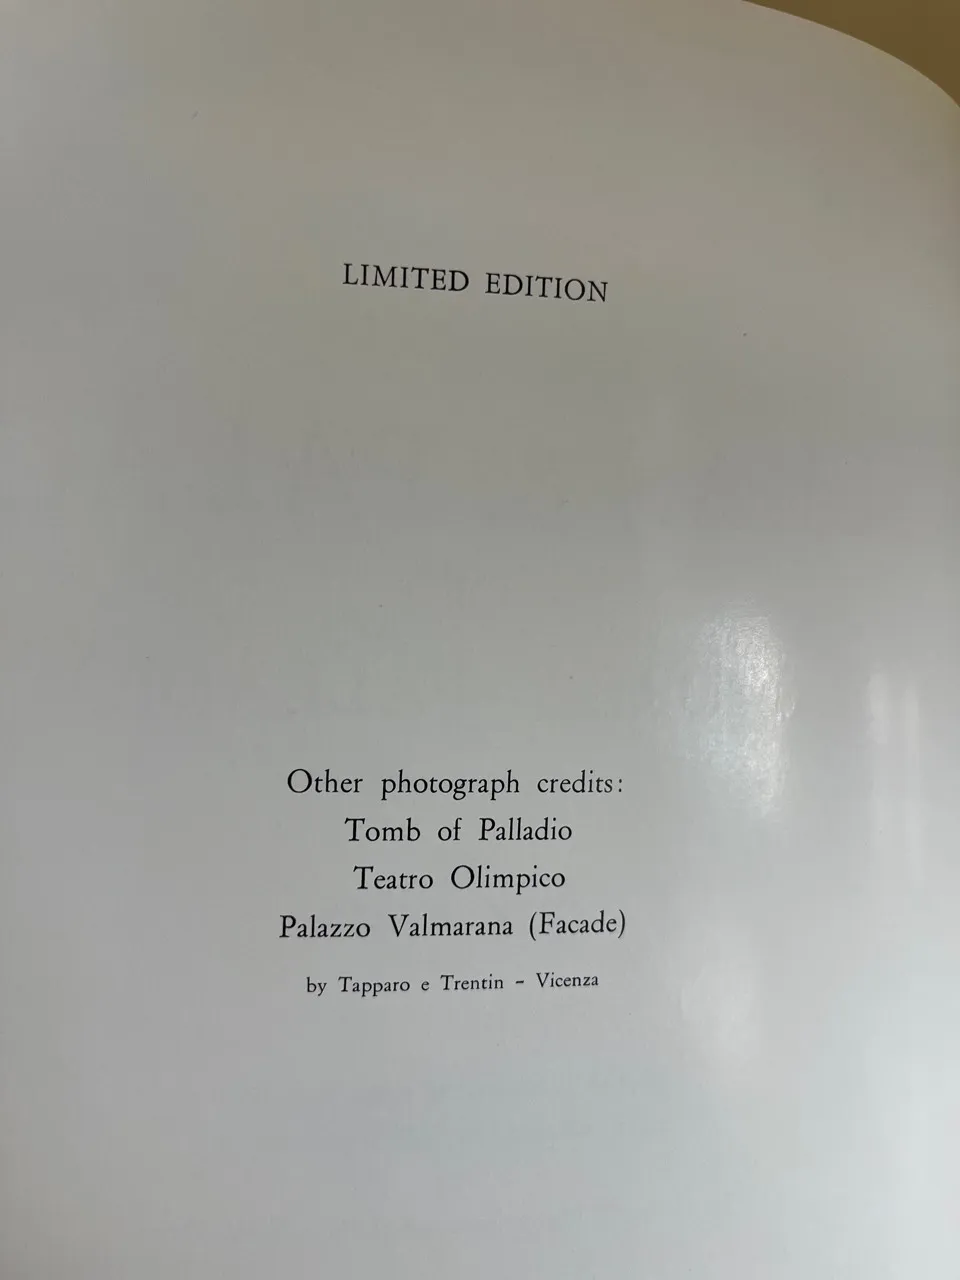 LIMITED EDITION
Other photograph credits:
Tomb of Palladio
Teatro Olimpico
Palazzo Valmarana (Facade)
by Tapparo e Trentin - Vicenza